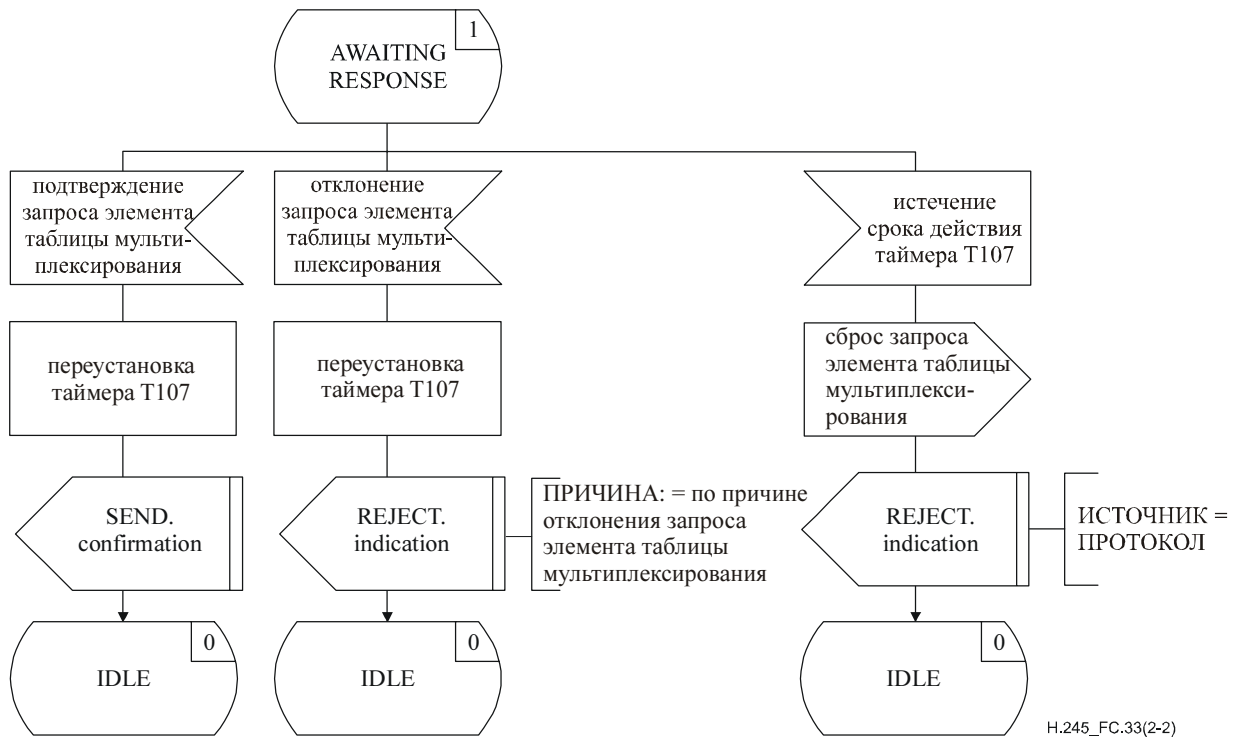 1
AWAITING
RESPONSE
подтверждение
запроса элемента
таблицы мульти-
плексирования
отклонение
запроса элемента
таблицы мульти-
плексирования
истечение
срока действия
таймера T107
переустановка
таймера T107
переустановка
таймера T107
сброс запроса
элемента таблицы
мультиплекси-
рования
SEND.
confirmation
REJECT.
indication
ПРИЧИНА: = по причине
отклонения запроса
элемента таблицы
мультиплексирования
REJECT.
indication
ИСТОЧНИК =
ПРОТОКОЛ
0
IDLE
0
IDLE
0
IDLE
H.245_FC.33(2-2)